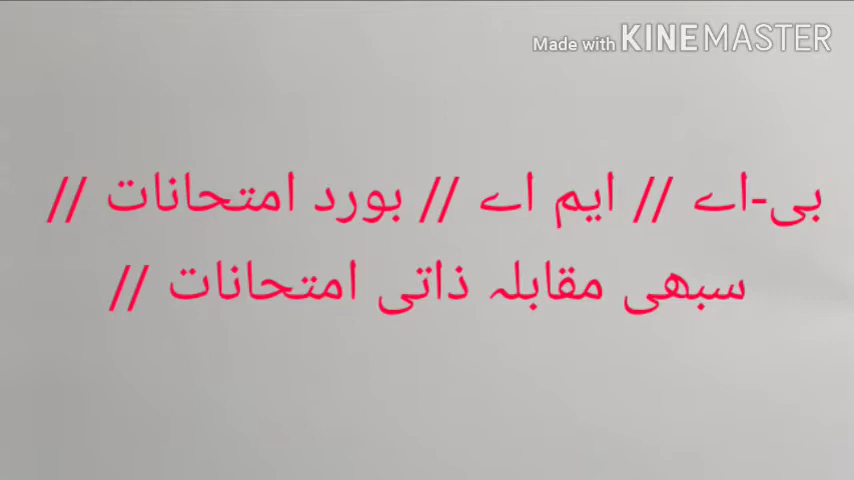 Made with KINEMASTER
بی-اے // ایم اے // بورد امتحانات //
سبھی مقابلہ ذاتی امتحانات //